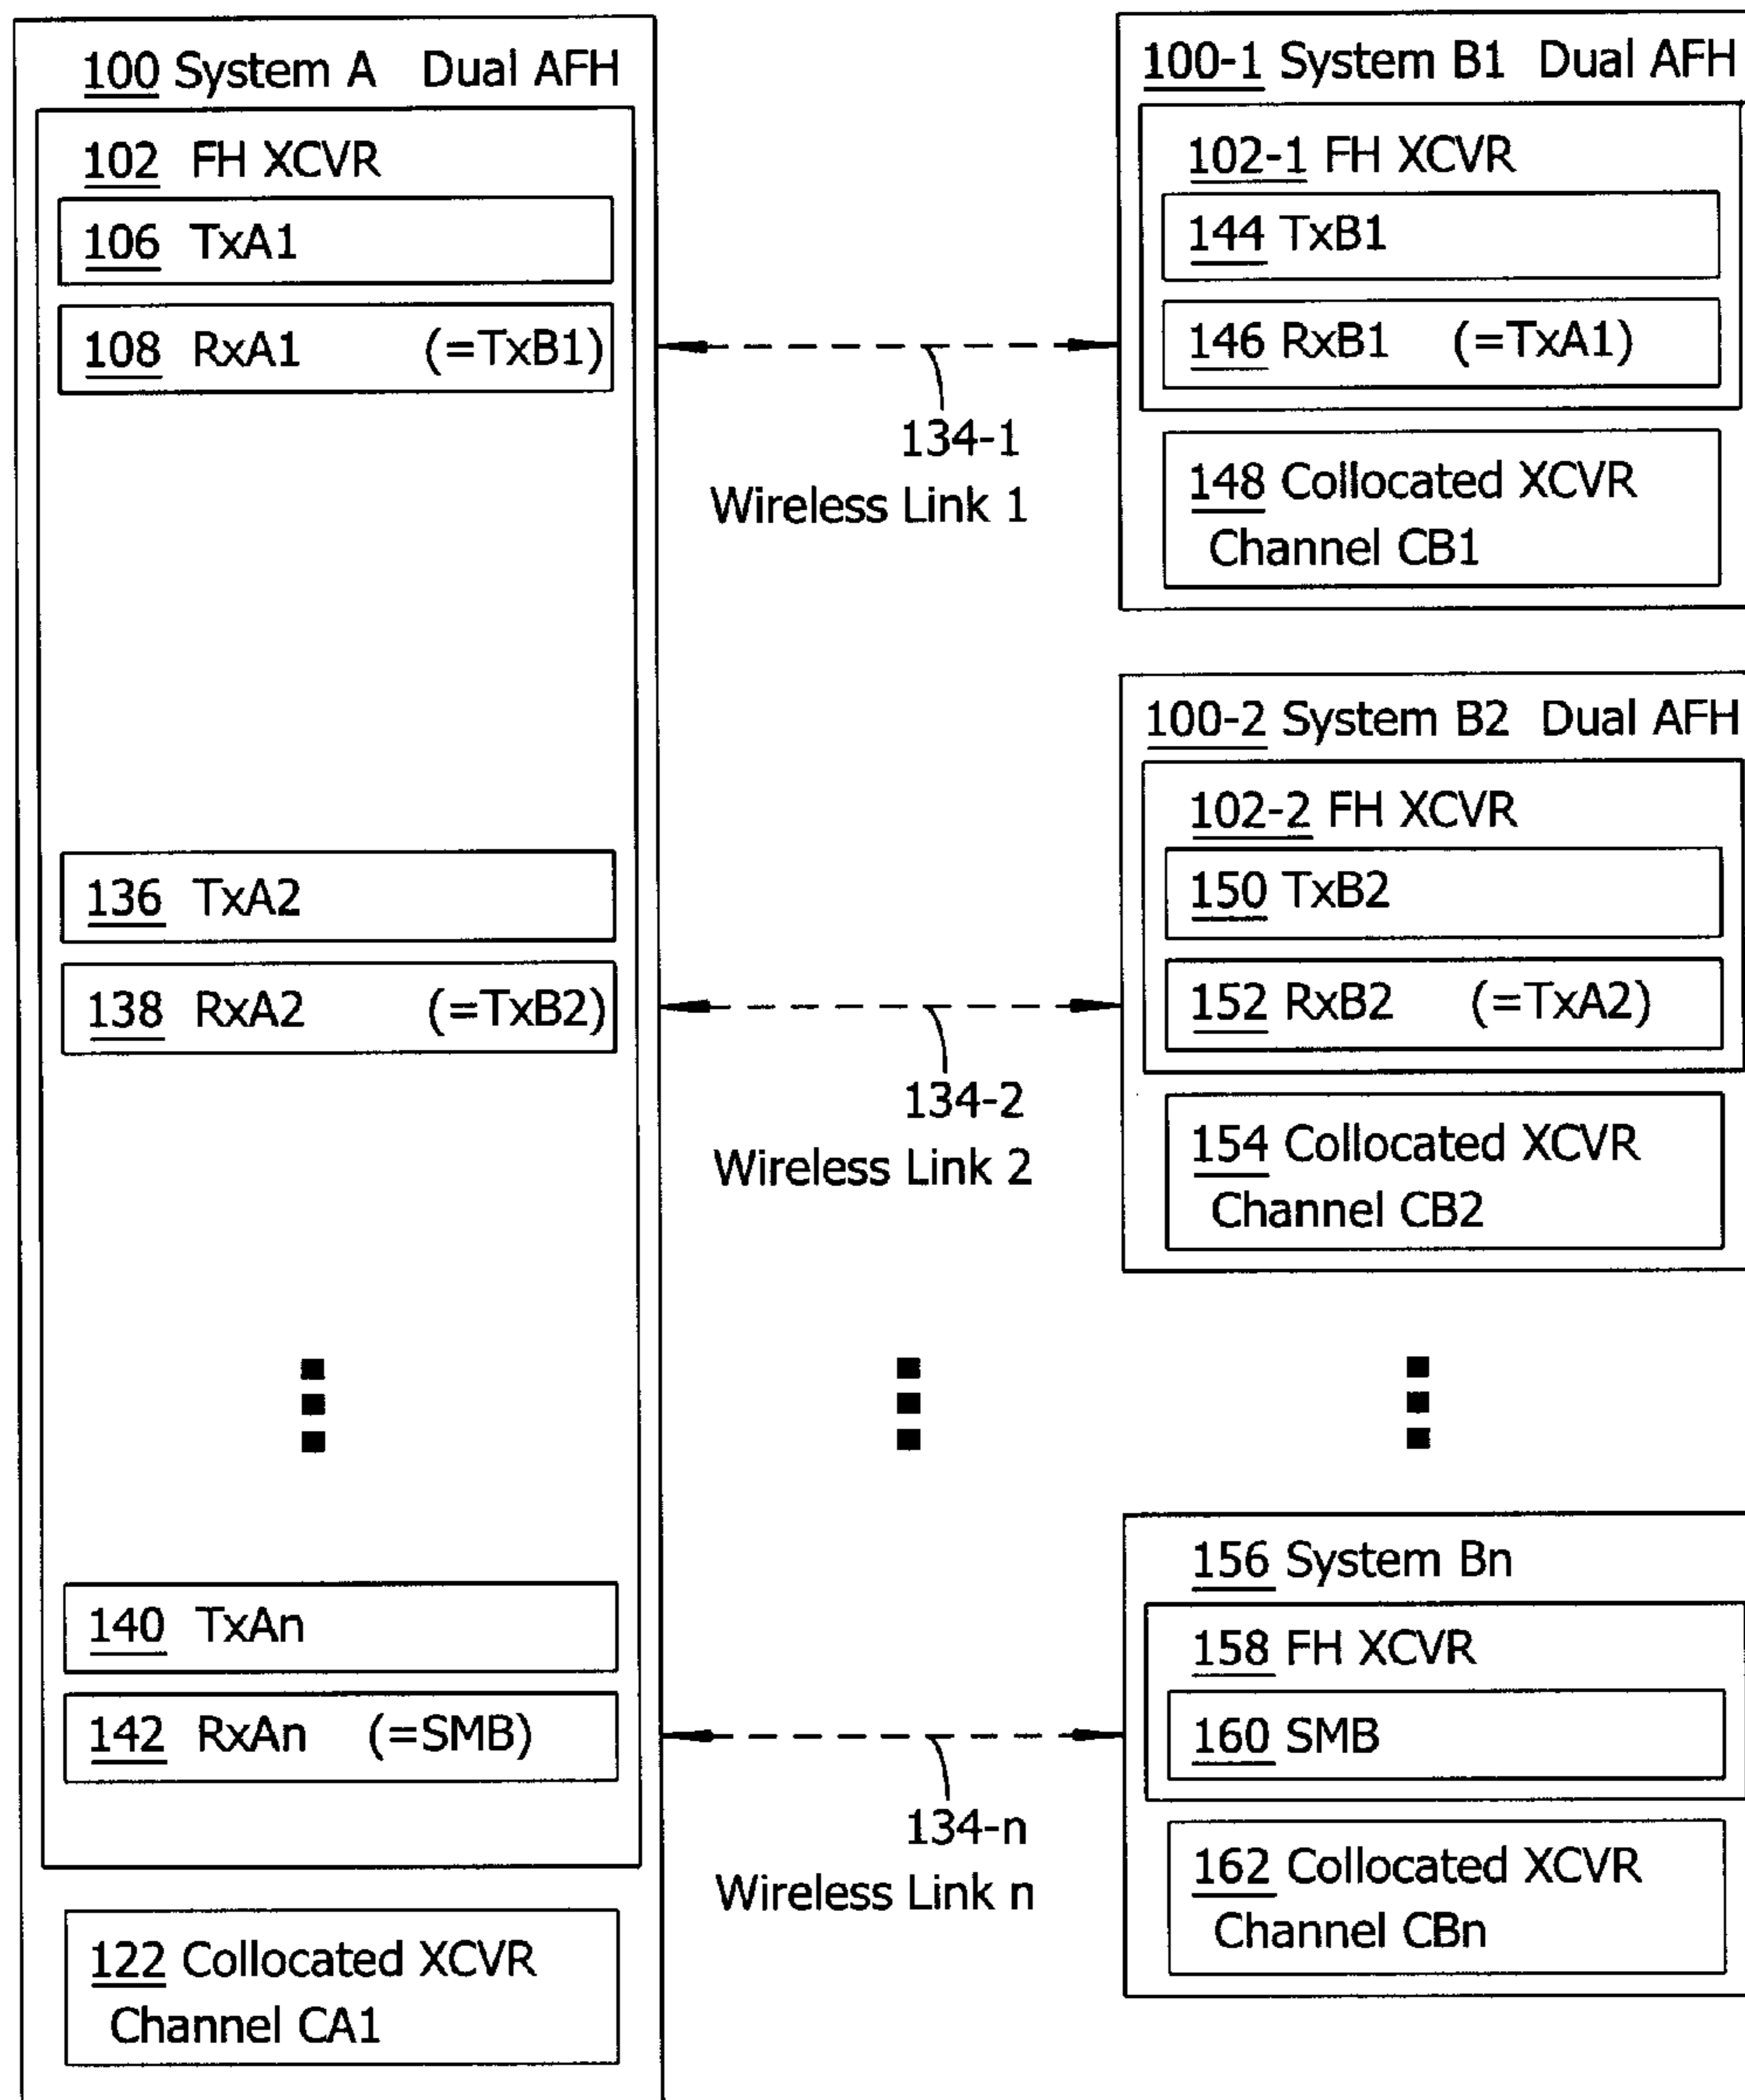 100 System A Dual AFH
102 FH XCVR
106 TxA1
108 RxA1 (=TxB1)
136 TxA2
138 RxA2 (=TxB2)
140 TxAn
142 RxAn (=SMB)
122 Collocated XCVR
Channel CA1
134-1
Wireless Link 1
134-2
Wireless Link 2
134-n
Wireless Link n
100-1 System B1 Dual AFH
102-1 FH XCVR
144 TxB1
146 RxB1 (=TxA1)
148 Collocated XCVR
Channel CB1
100-2 System B2 Dual AFH
102-2 FH XCVR
150 TxB2
152 RxB2 (=TxA2)
154 Collocated XCVR
Channel CB2
156 System Bn
158 FH XCVR
160 SMB
162 Collocated XCVR
Channel CBn